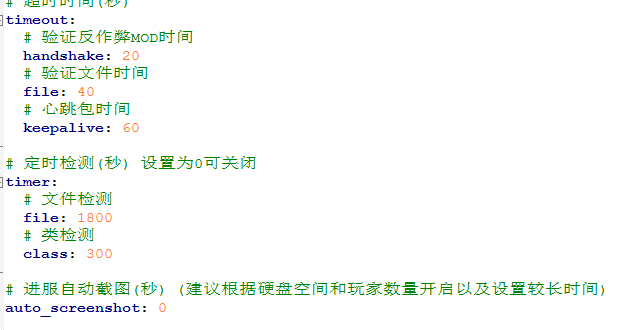 # 超时时间(秒)
timeout:
# 验证反作弊MOD时间
handshake: 20
# 验证文件时间
file: 40
# 心跳包时间
keepalive: 60
# 定时检测(秒) 设置为0可关闭
timer:
# 文件检测
file: 1800
# 类检测
class: 300
# 进服自动截图(秒) (建议根据硬盘空间和玩家数量开启以及设置较长时间)
auto_screenshot: 0